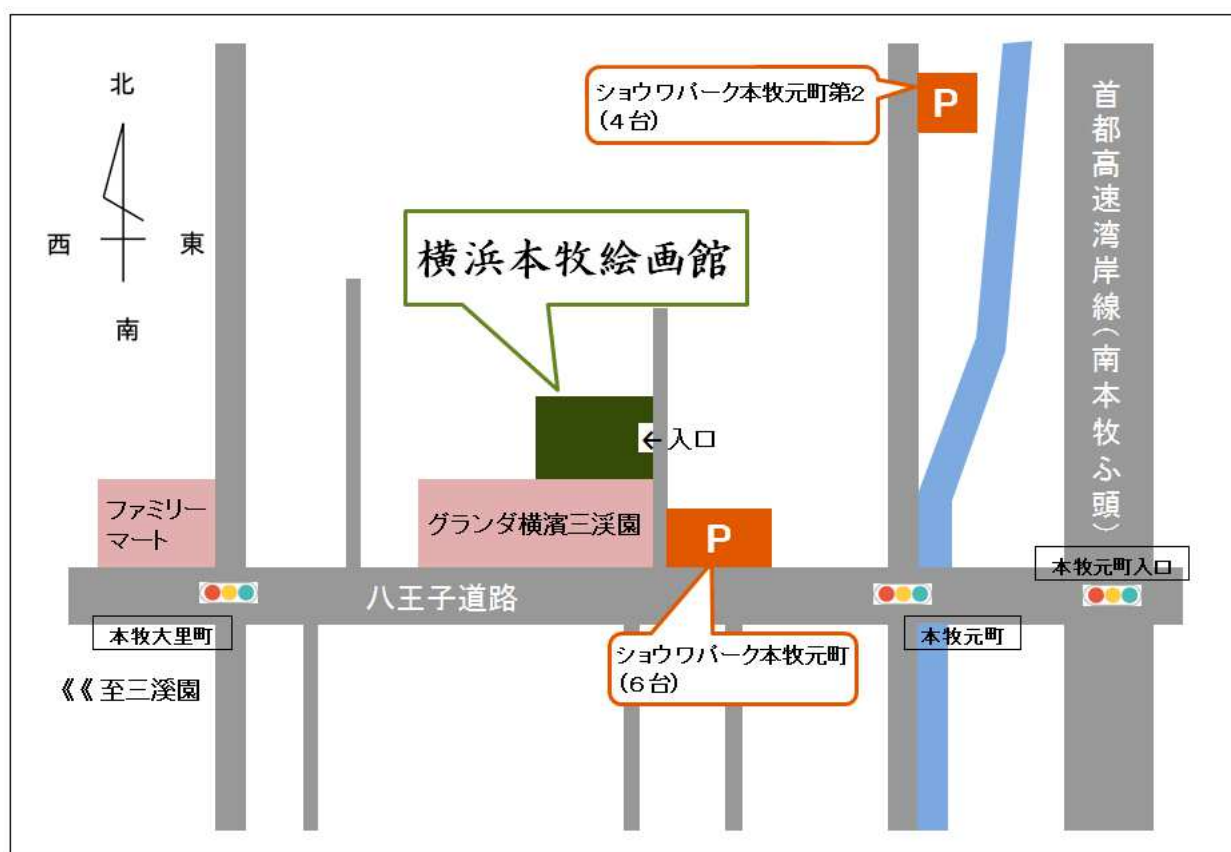 北
西
東
南
ショウワパーク本牧元町第2
(4台)
P
首都高速湾岸線(南本牧ふ頭)
横浜本牧絵画館
←入口
ファミリー
マート
グランダ横濱三渓園
P
本牧元町入口
八王子道路
本牧大里町
本牧元町
ショウワパーク本牧元町
(6台)
《《至三溪園